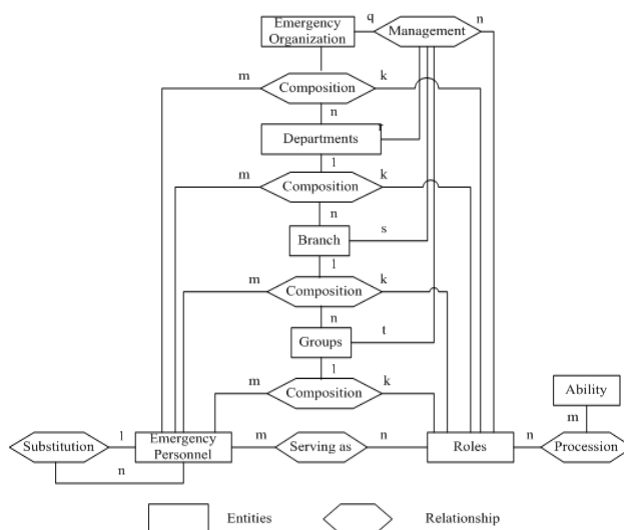 Emergency
Organization
q
Management
n
m
Composition
k
n
Departments
r
1
m
Composition
k
n
Branch
s
1
m
Composition
k
n
Groups
t
1
m
Composition
k
Ability
m
Substitution
1
Emergency
Personnel
m
Serving as
n
Roles
n
Procession
n
Entities
Relationship